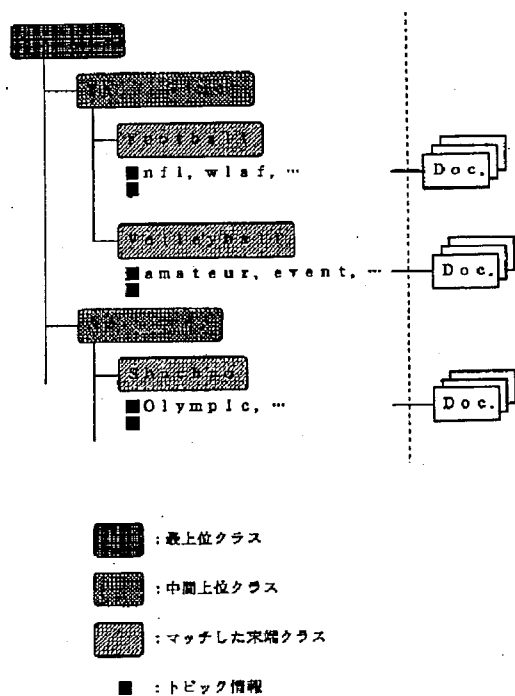 Football
■nfl, wlaf, …
Doc.
Volleyball
■amateur, event, …
Doc.
■Olympic, …
Doc.
：最上位クラス
：中間上位クラス
：マッチした末端クラス
■ ：トピック情報